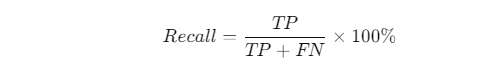 Recall = TP / (TP + FN) × 100%